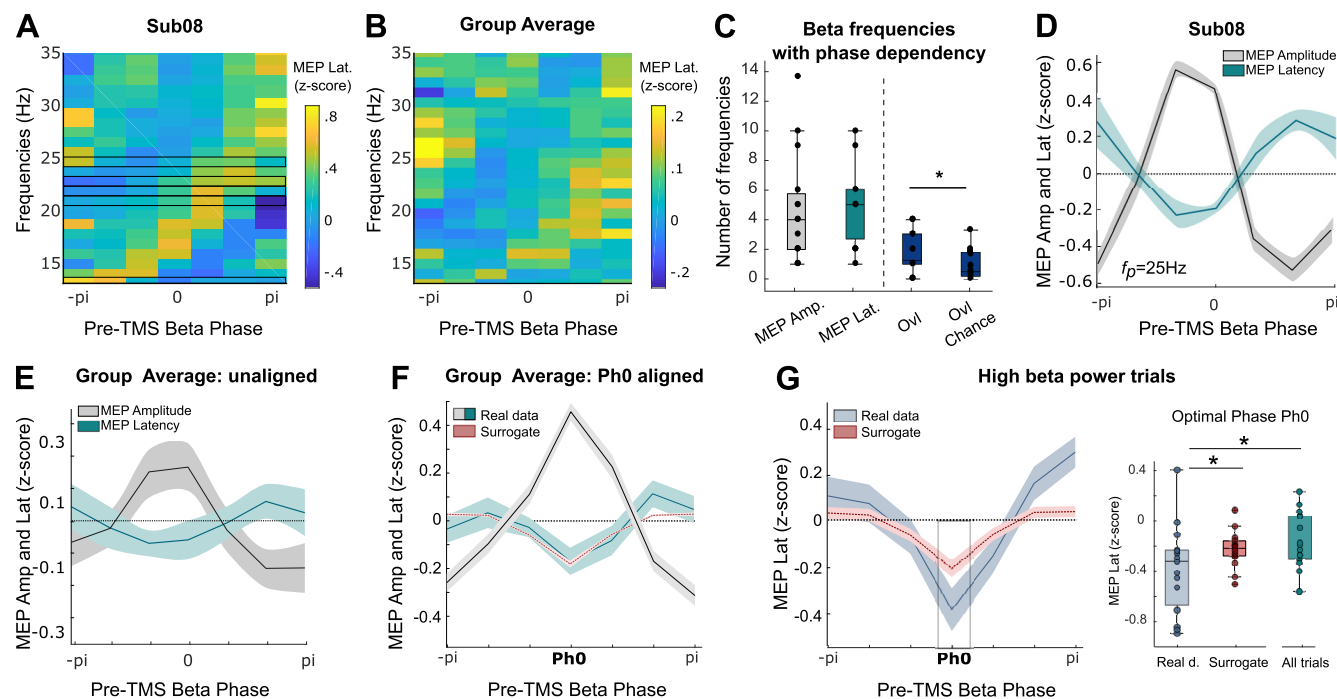 A
Sub08
35
30
25
20
15
Frequencies (Hz)
-pi
0
pi
Pre-TMS Beta Phase
MEP Lat.
(z-score)
.8
.4
0
-.4
B
Group Average
35
30
25
20
15
Frequencies (Hz)
-pi
0
pi
Pre-TMS Beta Phase
MEP Lat.
(z-score)
.2
.1
0
-.2
C
Beta frequencies
with phase dependency
Number of frequencies
14
12
10
8
6
4
2
0
*
MEP Amp.
MEP Lat.
Ovl
Ovl
Chance
D
Sub08
MEP Amplitude
MEP Latency
MEP Amp and Lat (z-score)
0.6
0.4
0.2
0
-0.2
-0.4
-0.6
fp=25Hz
-pi
0
pi
Pre-TMS Beta Phase
E
Group Average: unaligned
MEP Amplitude
MEP Latency
MEP Amp and Lat (z-score)
0.3
0.1
0
-0.1
-0.3
-pi
0
pi
Pre-TMS Beta Phase
F
Group Average: Ph0 aligned
Real data
Surrogate
MEP Amp and Lat (z-score)
0.4
0.2
0
-0.2
-0.4
-pi
Ph0
pi
Pre-TMS Beta Phase
G
High beta power trials
Real data
Surrogate
MEP Lat (z-score)
0.4
0.2
0
-0.2
-0.4
-pi
Ph0
pi
Pre-TMS Beta Phase
Optimal Phase Ph0
*
*
MEP Lat (z-score)
0.4
0
-0.4
-0.8
Real d.
Surrogate
All trials